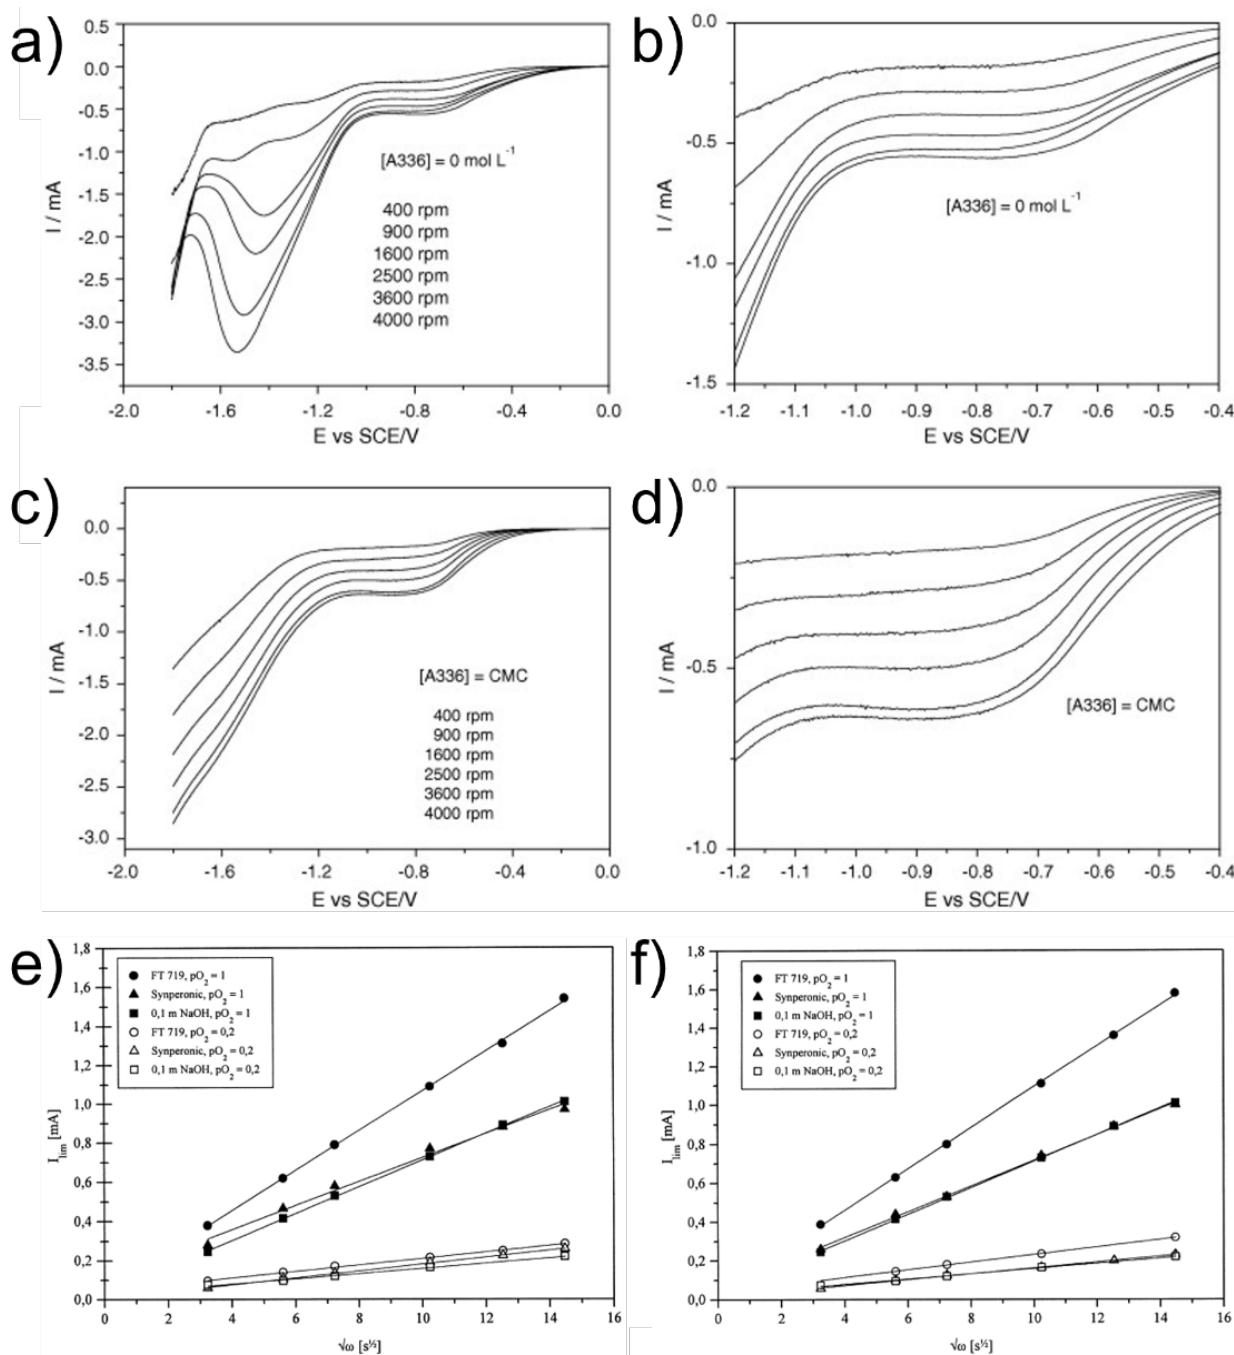 a)
0.5
0.0
-0.5
-1.0
-1.5
-2.0
-2.5
-3.0
-3.5
I / mA
[A336] = 0 mol L⁻¹
400 rpm
900 rpm
1600 rpm
2500 rpm
3600 rpm
4000 rpm
-2.0 -1.6 -1.2 -0.8 -0.4 0.0
E vs SCE/V
b)
0.0
-0.5
-1.0
-1.5
I / mA
[A336] = 0 mol L⁻¹
-1.2 -1.1 -1.0 -0.9 -0.8 -0.7 -0.6 -0.5 -0.4
E vs SCE/V
c)
0.0
-0.5
-1.0
-1.5
-2.0
-2.5
-3.0
I / mA
[A336] = CMC
400 rpm
900 rpm
1600 rpm
2500 rpm
3600 rpm
4000 rpm
-2.0 -1.6 -1.2 -0.8 -0.4 0.0
E vs SCE/V
d)
0.0
-0.5
-1.0
I / mA
[A336] = CMC
-1.2 -1.1 -1.0 -0.9 -0.8 -0.7 -0.6 -0.5 -0.4
E vs SCE/V
e)
1,8
1,6
1,4
1,2
1,0
0,8
0,6
0,4
0,2
0,0
I_lim [mA]
FT 719, pO₂ = 1
Synperonic, pO₂ = 1
0,1 m NaOH, pO₂ = 1
FT 719, pO₂ = 0,2
Synperonic, pO₂ = 0,2
0,1 m NaOH, pO₂ = 0,2
0 2 4 6 8 10 12 14 16
√ω [s^½]
f)
1,8
1,6
1,4
1,2
1,0
0,8
0,6
0,4
0,2
0,0
I_lim [mA]
FT 719, pO₂ = 1
Synperonic, pO₂ = 1
0,1 m NaOH, pO₂ = 1
FT 719, pO₂ = 0,2
Synperonic, pO₂ = 0,2
0,1 m NaOH, pO₂ = 0,2
0 2 4 6 8 10 12 14 16
√ω [s^½]